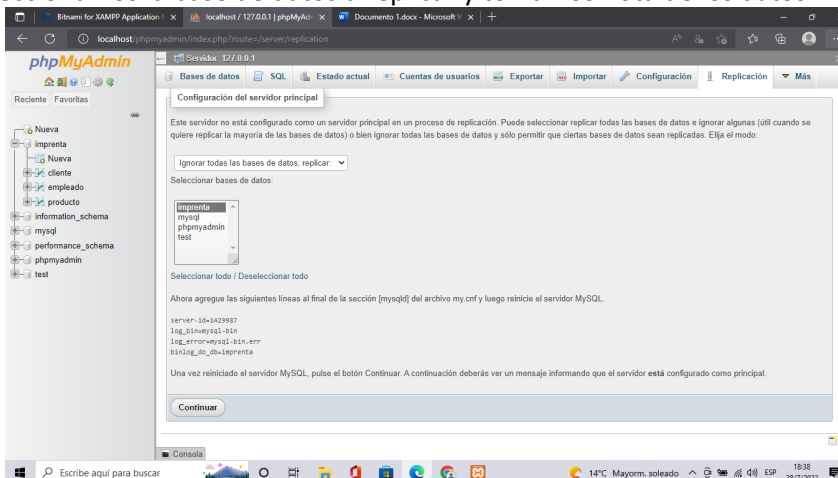 Bitnami for XAMPP Application
localhost / 127.0.0.1 | phpMyAdm
Documento 1.docx - Microsoft
localhost/phpmyadmin/index.php?route=/server/replication
phpMyAdmin
Servidor: 127.0.0.1
Bases de datos
SQL
Estado actual
Cuentas de usuarios
Exportar
Importar
Configuración
Replicación
Más
Reciente
Favoritas
Nueva
imprenta
Nueva
cliente
empleado
producto
information_schema
mysql
performance_schema
phpmyadmin
test
Configuración del servidor principal
Este servidor no está configurado como un servidor principal en un proceso de replicación. Puede seleccionar replicar todas las bases de datos e ignorar algunas (útil cuando se
quiere replicar la mayoría de las bases de datos) o bien ignorar todas las bases de datos y sólo permitir que ciertas bases de datos sean replicadas. Elija el modo:
Ignorar todas las bases de datos; replicar:
Seleccionar bases de datos:
imprenta
mysql
phpmyadmin
test
Seleccionar todo / Deseleccionar todo
Ahora agregue las siguientes líneas al final de la sección [mysqld] del archivo my.cnf y luego reinicie el servidor MySQL.
server-id=1429987
log_bin=mysql-bin
log_error=mysql-bin.err
binlog_do_db=imprenta
Una vez reiniciado el servidor MySQL, pulse el botón Continuar. A continuación deberás ver un mensaje informando que el servidor está configurado como principal.
Continuar
Consola
Escribe aquí para buscar
14°C Mayorm. soleado
ESP
18:38
28/7/2022